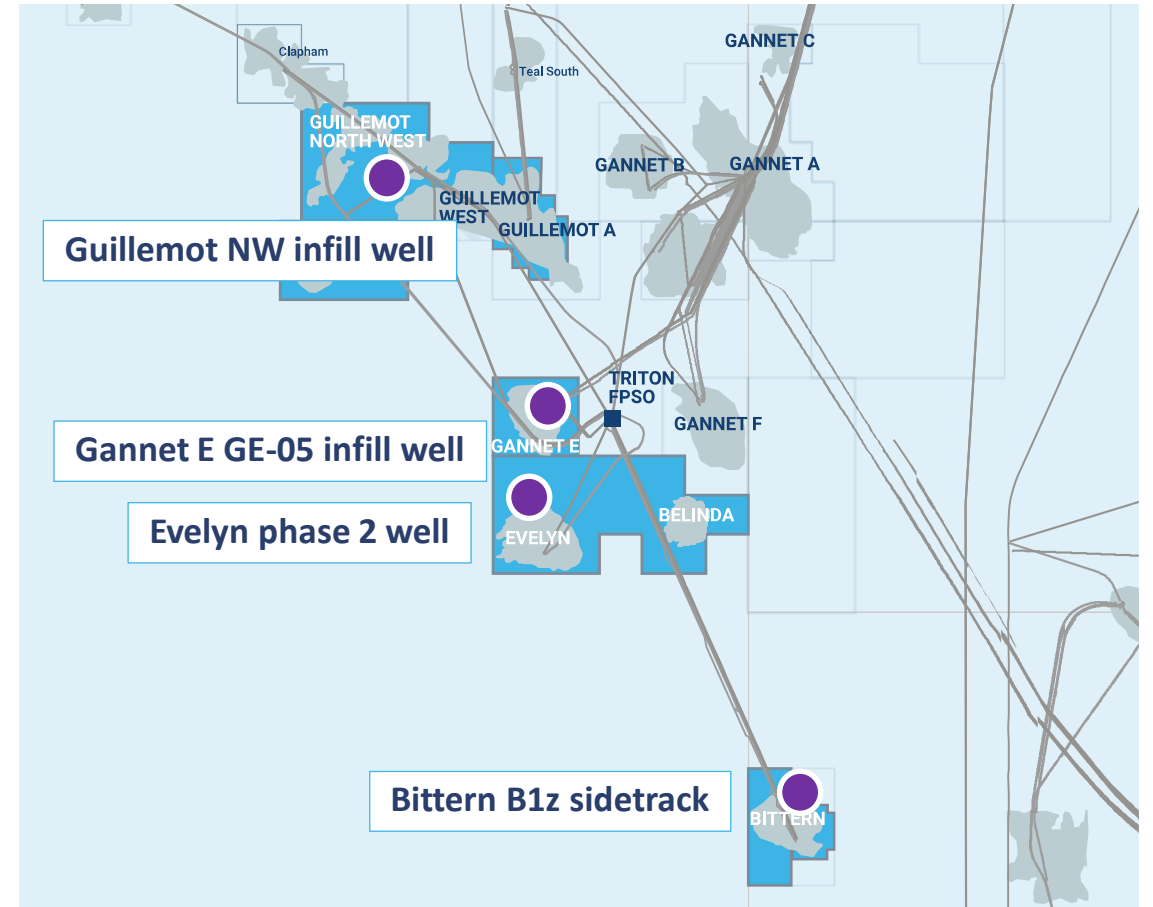 GANNET C
Clapham
Teal South
GUILLEMOT
NORTH WEST
GANNET B
GANNET A
GUILLEMOT
WEST
GUILLEMOT A
Guillemot NW infill well
TRITON
FPSO
GANNET F
Gannet E GE-05 infill well
GANNET E
Evelyn phase 2 well
BELINDA
EVELYN
Bittern B1z sidetrack
BITTERN